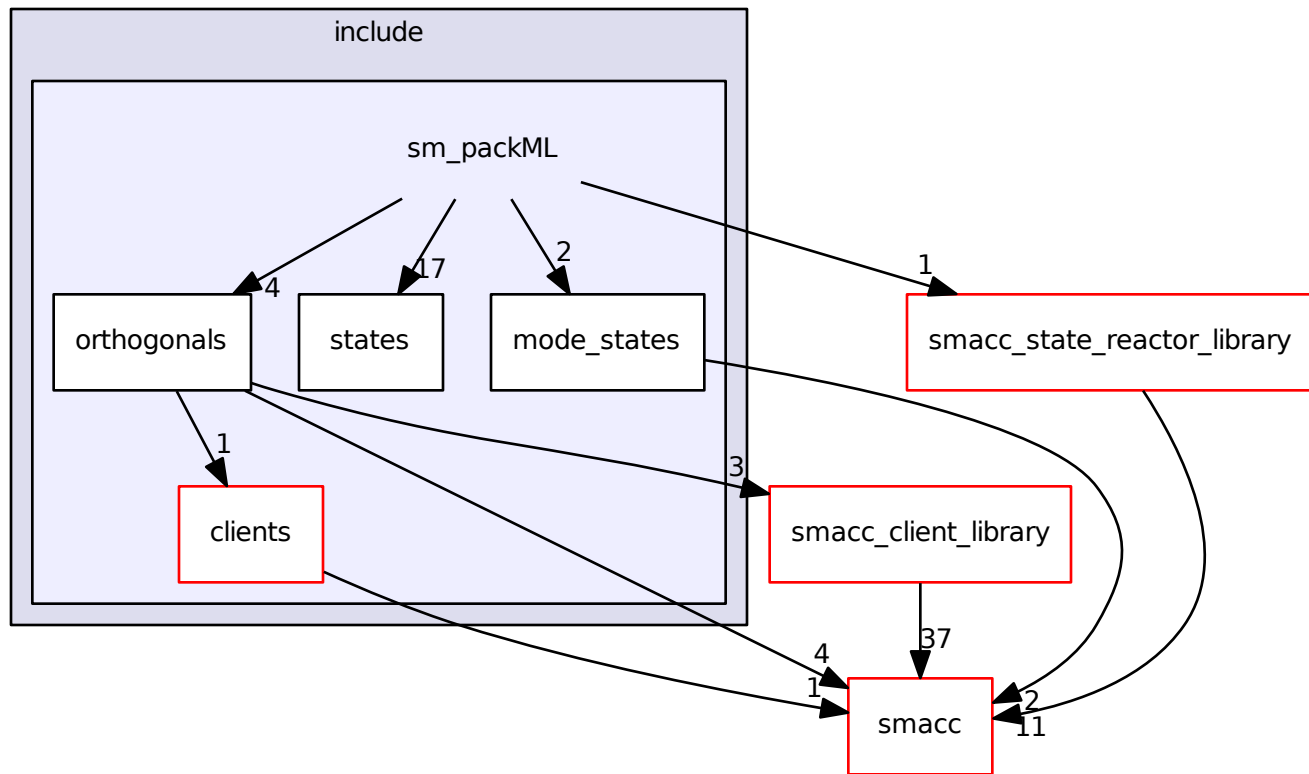 include
sm_packML
4
17
2
1
orthogonals
states
mode_states
smacc_state_reactor_library
1
3
clients
smacc_client_library
4
1
37
2
11
smacc